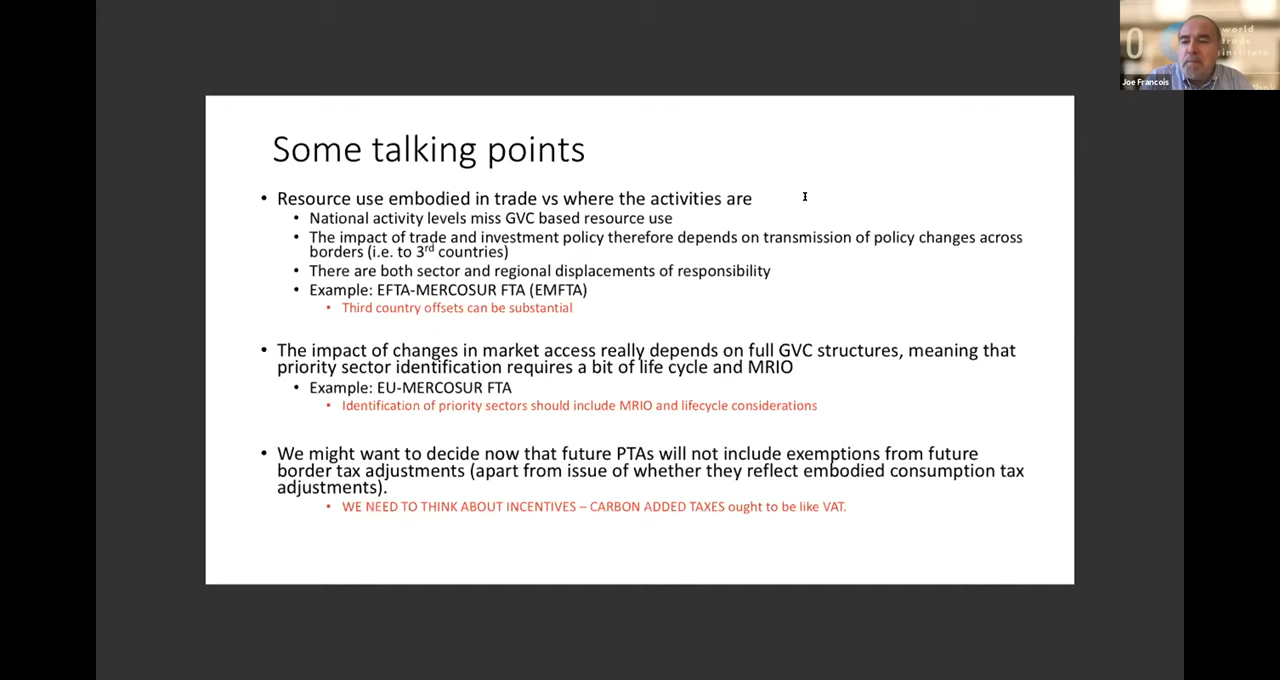 world
trade
institute
Joe Francois
Some talking points
• Resource use embodied in trade vs where the activities are
• National activity levels miss GVC based resource use
• The impact of trade and investment policy therefore depends on transmission of policy changes across
borders (i.e. to 3rd countries)
• There are both sector and regional displacements of responsibility
• Example: EFTA-MERCOSUR FTA (EMFTA)
• Third country offsets can be substantial
• The impact of changes in market access really depends on full GVC structures, meaning that
priority sector identification requires a bit of life cycle and MRIO
• Example: EU-MERCOSUR FTA
• Identification of priority sectors should include MRIO and lifecycle considerations
• We might want to decide now that future PTAs will not include exemptions from future
border tax adjustments (apart from issue of whether they reflect embodied consumption tax
adjustments).
• WE NEED TO THINK ABOUT INCENTIVES – CARBON ADDED TAXES ought to be like VAT.